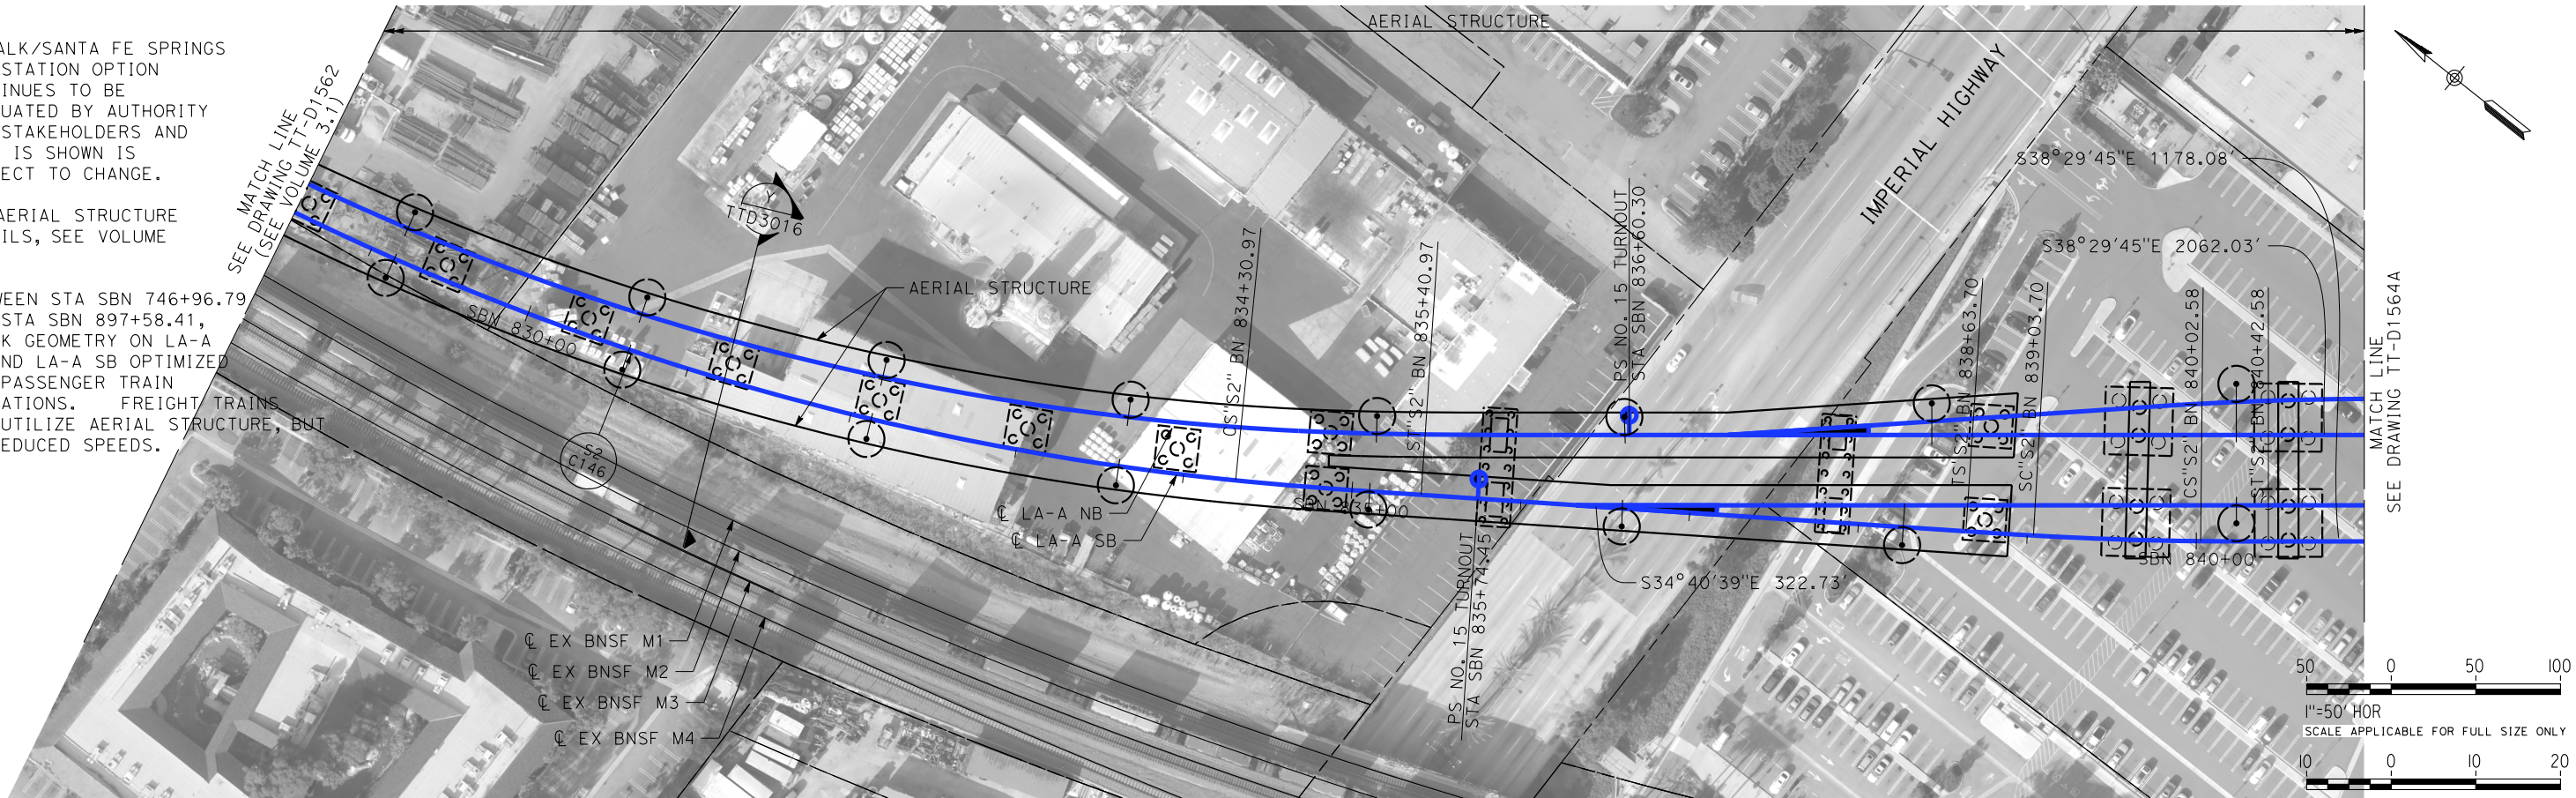 ALK/SANTA FE SPRINGS
STATION OPTION
INUES TO BE
UATED BY AUTHORITY
STAKEHOLDERS AND
IS SHOWN IS
ECT TO CHANGE.
AERIAL STRUCTURE
ILS, SEE VOLUME
WEEN STA SBN 746+96.79
STA SBN 897+58.41,
K GEOMETRY ON LA-A
ND LA-A SB OPTIMIZED
PASSENGER TRAIN
ATIONS. FREIGHT TRAINS
UTILIZE AERIAL STRUCTURE, BUT
EDUCED SPEEDS.
MATCH LINE
SEE DRAWING TT-D1562
(SEE VOLUME 3.1)
AERIAL STRUCTURE
Y
TTD3016
SBN 830+00
AERIAL STRUCTURE
S2
C146
CS"S2" BN 834+30.97
ST"S2" BN 835+40.97
PS NO. 15 TURNOUT
STA SBN 836+60.30
IMPERIAL HIGHWAY
S38°29'45"E 1178.08'
S38°29'45"E 2062.03'
TS"S2" BN 838+63.70
SC"S2" BN 839+03.70
CS"S2" BN 840+02.58
ST"S2" BN 840+42.58
MATCH LINE
SEE DRAWING TT-D1564A
℄ LA-A NB
℄ LA-A SB
SBN 835+00
PS NO. 15 TURNOUT
STA SBN 835+74.45
S34°40'39"E 322.73'
SBN 840+00
℄ EX BNSF M1
℄ EX BNSF M2
℄ EX BNSF M3
℄ EX BNSF M4
50 0 50 100
1"=50' HOR
SCALE APPLICABLE FOR FULL SIZE ONLY
10 0 10 20